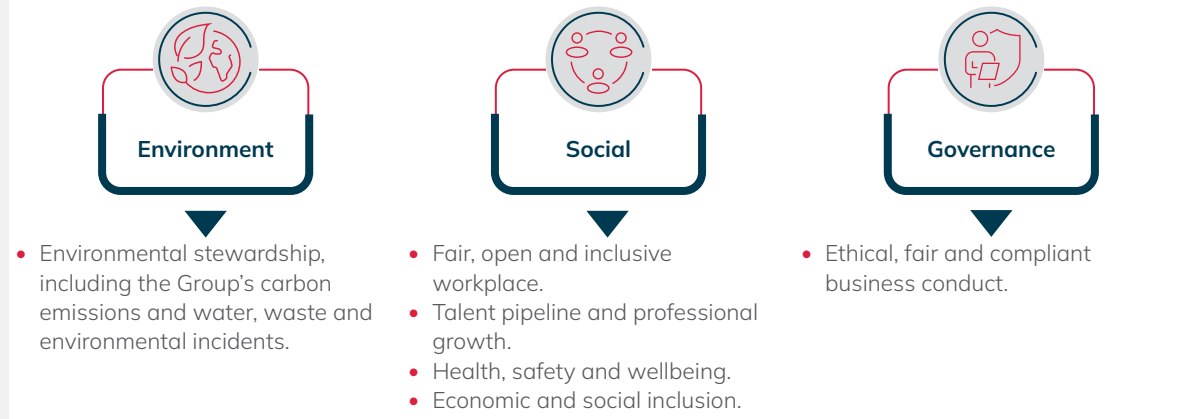 Environment
• Environmental stewardship,
including the Group’s carbon
emissions and water, waste and
environmental incidents.
Social
• Fair, open and inclusive
workplace.
• Talent pipeline and professional
growth.
• Health, safety and wellbeing.
• Economic and social inclusion.
Governance
• Ethical, fair and compliant
business conduct.